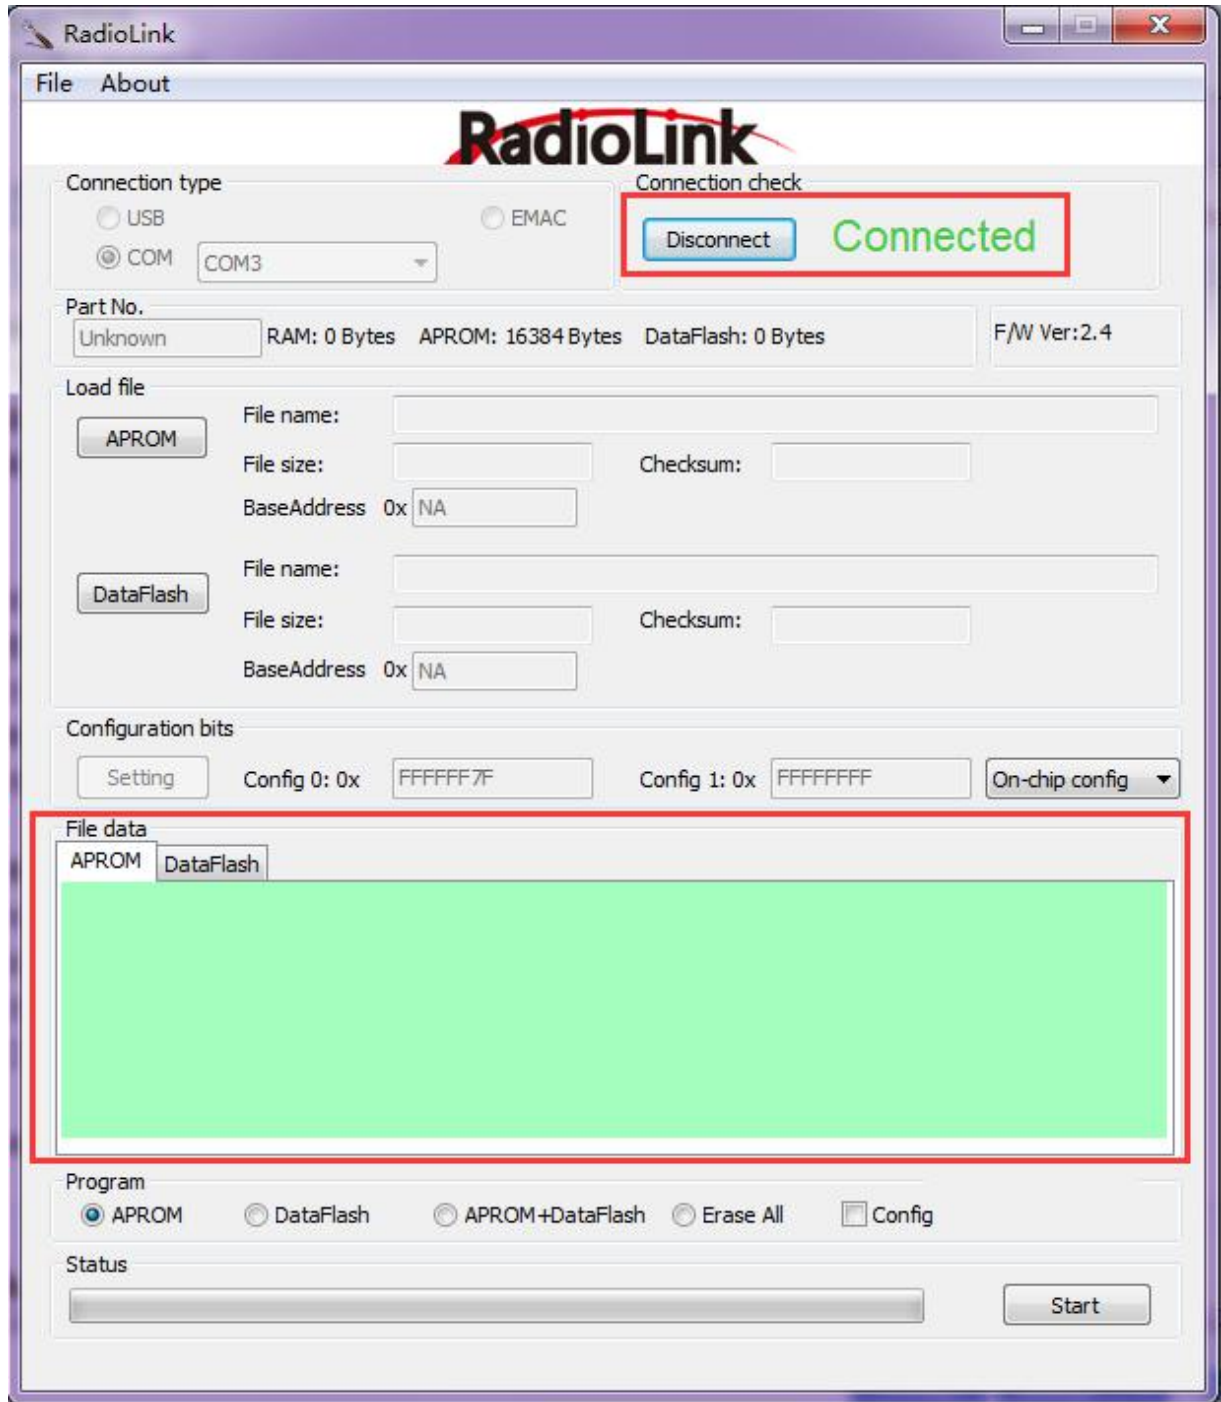 RadioLink
File About
RadioLink
Connection type
USB EMAC
COM COM3
Connection check
Disconnect Connected
Part No.
Unknown RAM: 0 Bytes APROM: 16384 Bytes DataFlash: 0 Bytes F/W Ver:2.4
Load file
APROM File name:
File size: Checksum:
BaseAddress 0x NA
DataFlash File name:
File size: Checksum:
BaseAddress 0x NA
Configuration bits
Setting Config 0: 0x FFFFFF7F Config 1: 0x FFFFFFFF On-chip config
File data
APROM DataFlash
Program
APROM DataFlash APROM+DataFlash Erase All Config
Status
Start